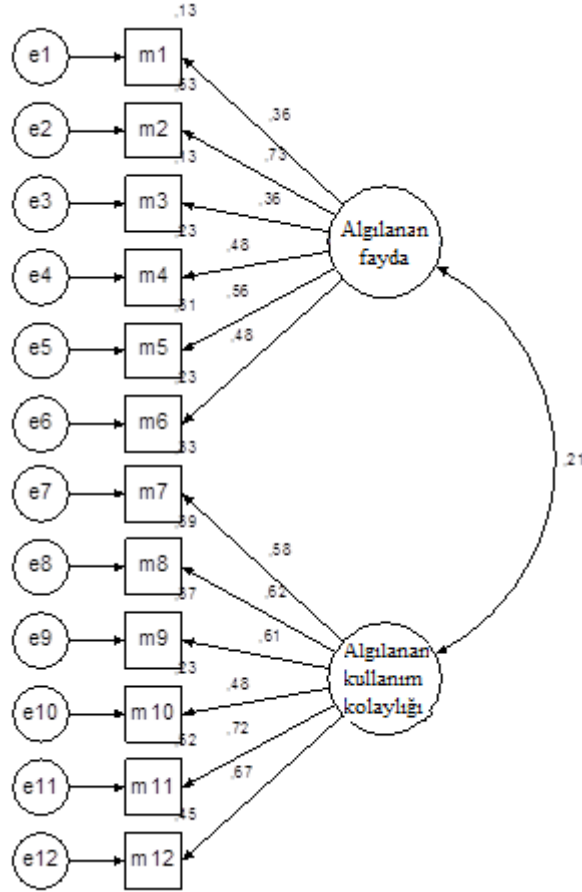 ,13
e1
m1
,53
,36
e2
m2
,13
,73
e3
m3
,23
,36
Algılanan
fayda
e4
m4
,31
,48
e5
m5
,23
,56
e6
m6
,33
,48
,21
e7
m7
,39
,58
e8
m8
,37
,62
e9
m9
,23
,61
Algılanan
kullanım
kolaylığı
e10
m10
,52
,48
e11
m11
,45
,72
e12
m12
,67